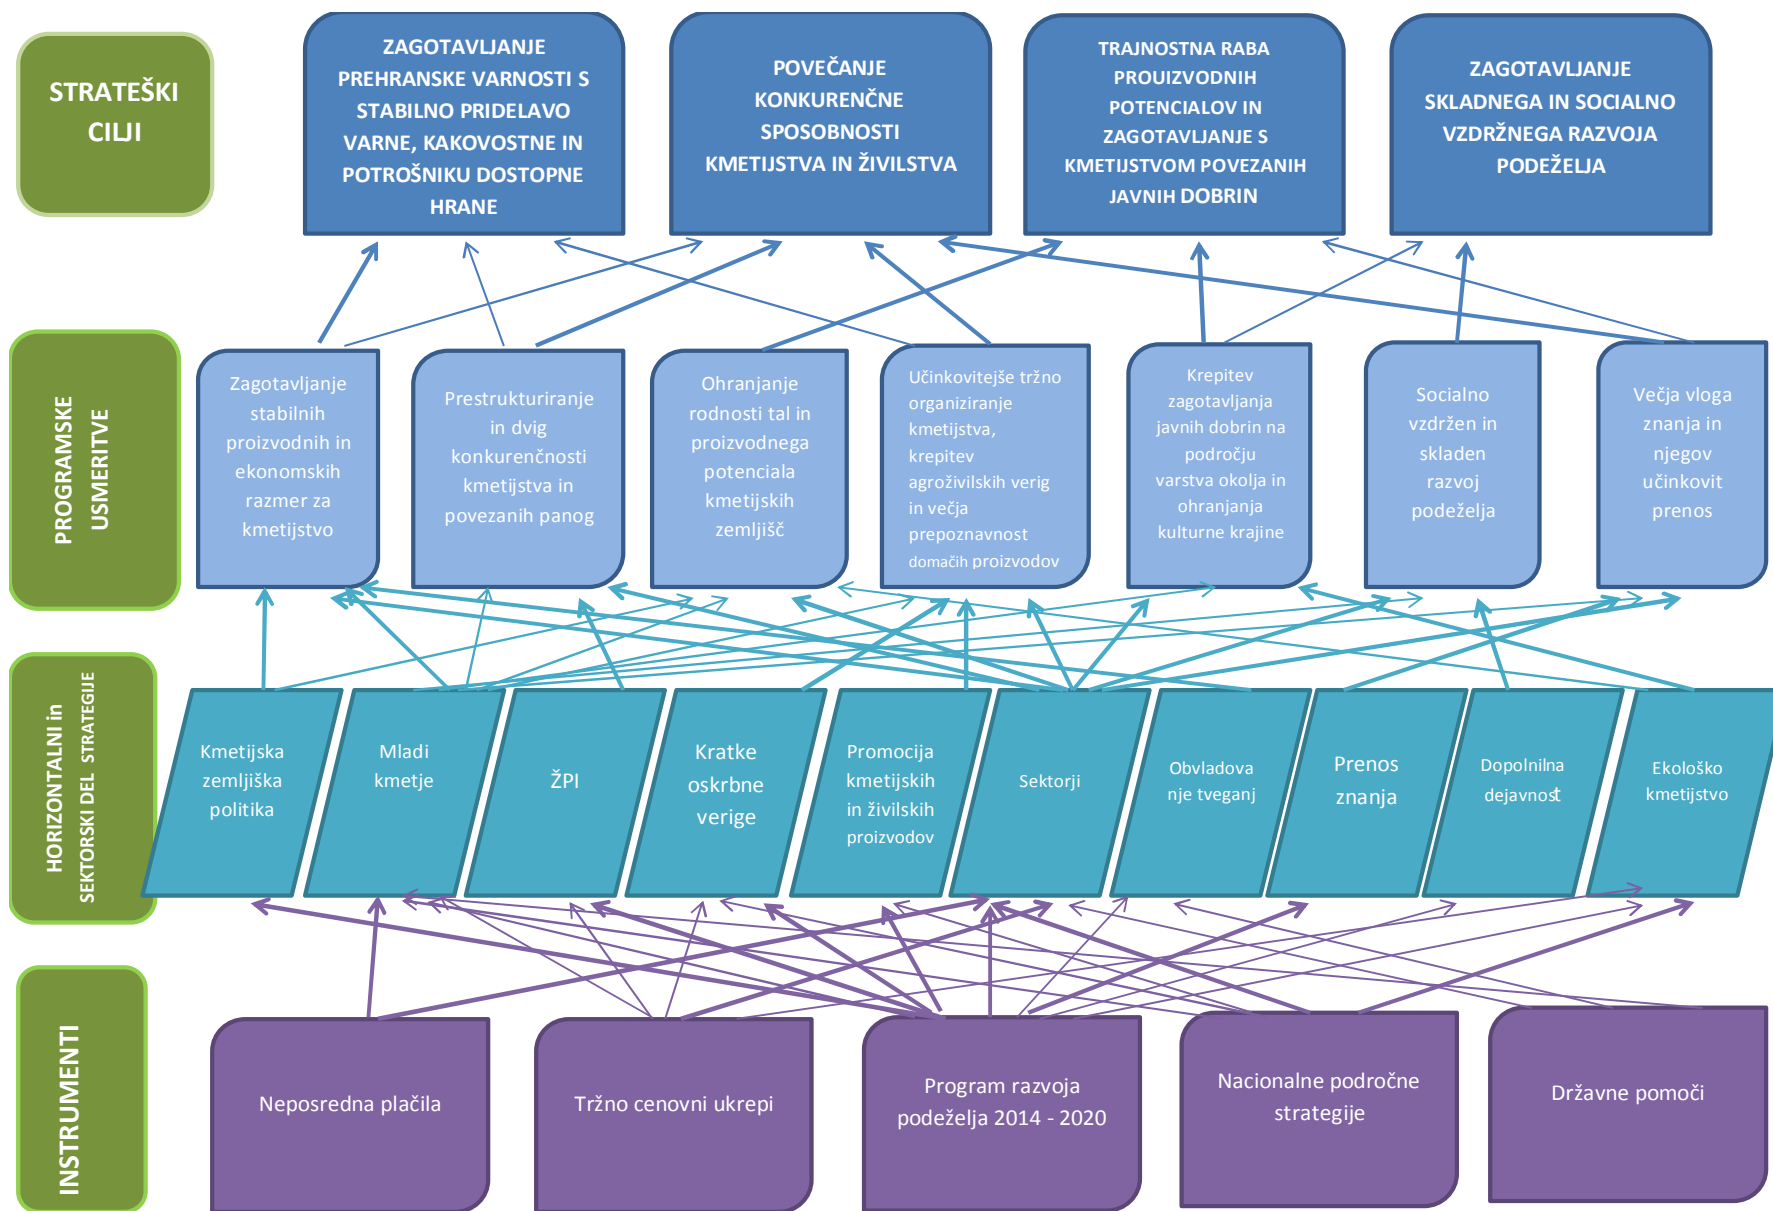 STRATEŠKI
CILJI
ZAGOTAVLJANJE
PREHRANSKE VARNOSTI S
STABILNO PRIDELAVO
VARNE, KAKOVOSTNE IN
POTROŠNIKU DOSTOPNE
HRANE
POVEČANJE
KONKURENČNE
SPOSOBNOSTI
KMETIJSTVA IN ŽIVILSTVA
TRAJNOSTNA RABA
PROUIZVODNIH
POTENCIALOV IN
ZAGOTAVLJANJE S
KMETIJSTVOM POVEZANIH
JAVNIH DOBRIN
ZAGOTAVLJANJE
SKLADNEGA IN SOCIALNO
VZDRŽNEGA RAZVOJA
PODEŽELJA
PROGRAMSKE
USMERITVE
Zagotavljanje
stabilnih
proizvodnih in
ekonomskih
razmer za
kmetijstvo
Prestrukturiranje
in dvig
konkurenčnosti
kmetijstva in
povezanih panog
Ohranjanje
rodnosti tal in
proizvodnega
potenciala
kmetijskih
zemljišč
Učinkovitejše tržno
organiziranje
kmetijstva,
krepitev
agroživilskih verig
in večja
prepoznavnost
domačih proizvodov
Krepitev
zagotavljanja
javnih dobrin na
področju
varstva okolja in
ohranjanja
kulturne krajine
Socialno
vzdržen in
skladen
razvoj
podeželja
Večja vloga
znanja in
njegov
učinkovit
prenos
HORIZONTALNI in
SEKTORSKI DEL STRATEGIJE
Kmetijska
zemljiška
politika
Mladi
kmetje
ŽPI
Kratke
oskrbne
verige
Promocija
kmetijskih
in živilskih
proizvodov
Sektorji
Obvladova
nje tveganj
Prenos
znanja
Dopolnilna
dejavnost
Ekološko
kmetijstvo
INSTRUMENTI
Neposredna plačila
Tržno cenovni ukrepi
Program razvoja
podeželja 2014 - 2020
Nacionalne področne
strategije
Državne pomoči